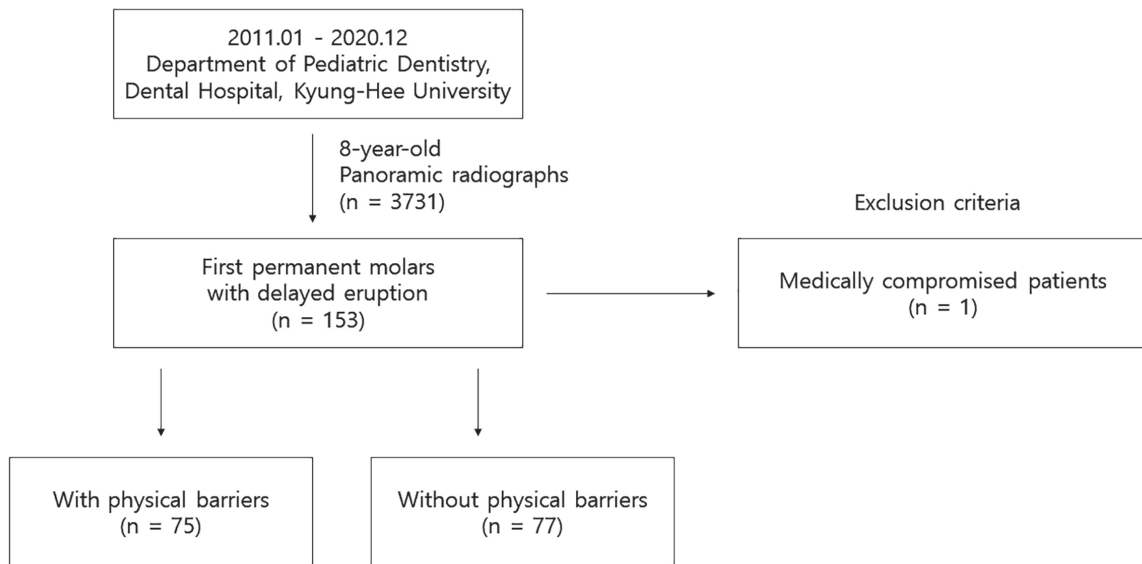 2011.01 - 2020.12
Department of Pediatric Dentistry,
Dental Hospital, Kyung-Hee University
8-year-old
Panoramic radiographs
(n = 3731)
Exclusion criteria
First permanent molars
with delayed eruption
(n = 153)
Medically compromised patients
(n = 1)
With physical barriers
(n = 75)
Without physical barriers
(n = 77)